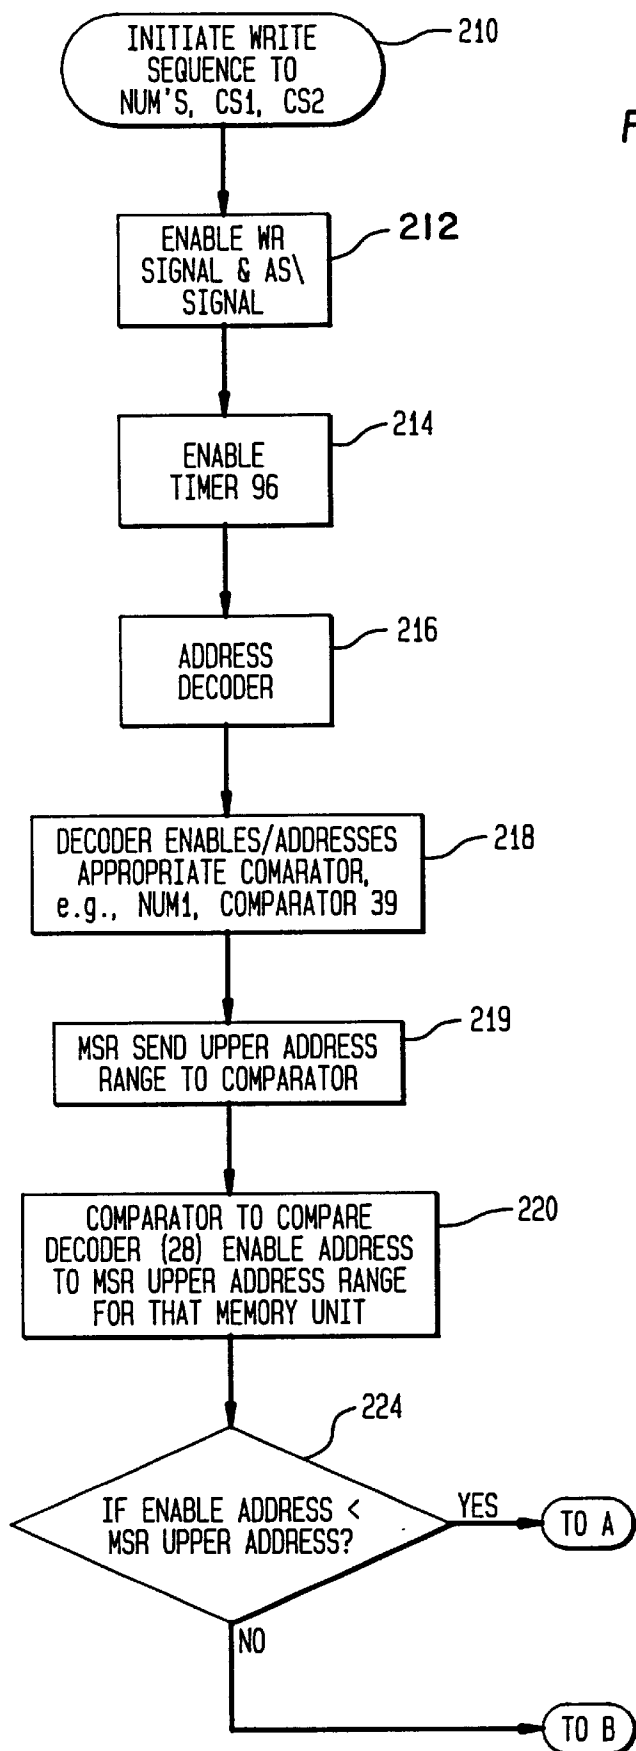 INITIATE WRITE
SEQUENCE TO
NUM'S, CS1, CS2
210
F
ENABLE WR
SIGNAL & AS\
SIGNAL
212
ENABLE
TIMER 96
214
ADDRESS
DECODER
216
DECODER ENABLES/ADDRESSES
APPROPRIATE COMARATOR,
e.g., NUM1, COMPARATOR 39
218
MSR SEND UPPER ADDRESS
RANGE TO COMPARATOR
219
COMPARATOR TO COMPARE
DECODER (28) ENABLE ADDRESS
TO MSR UPPER ADDRESS RANGE
FOR THAT MEMORY UNIT
220
224
IF ENABLE ADDRESS <
MSR UPPER ADDRESS?
YES
TO A
NO
TO B